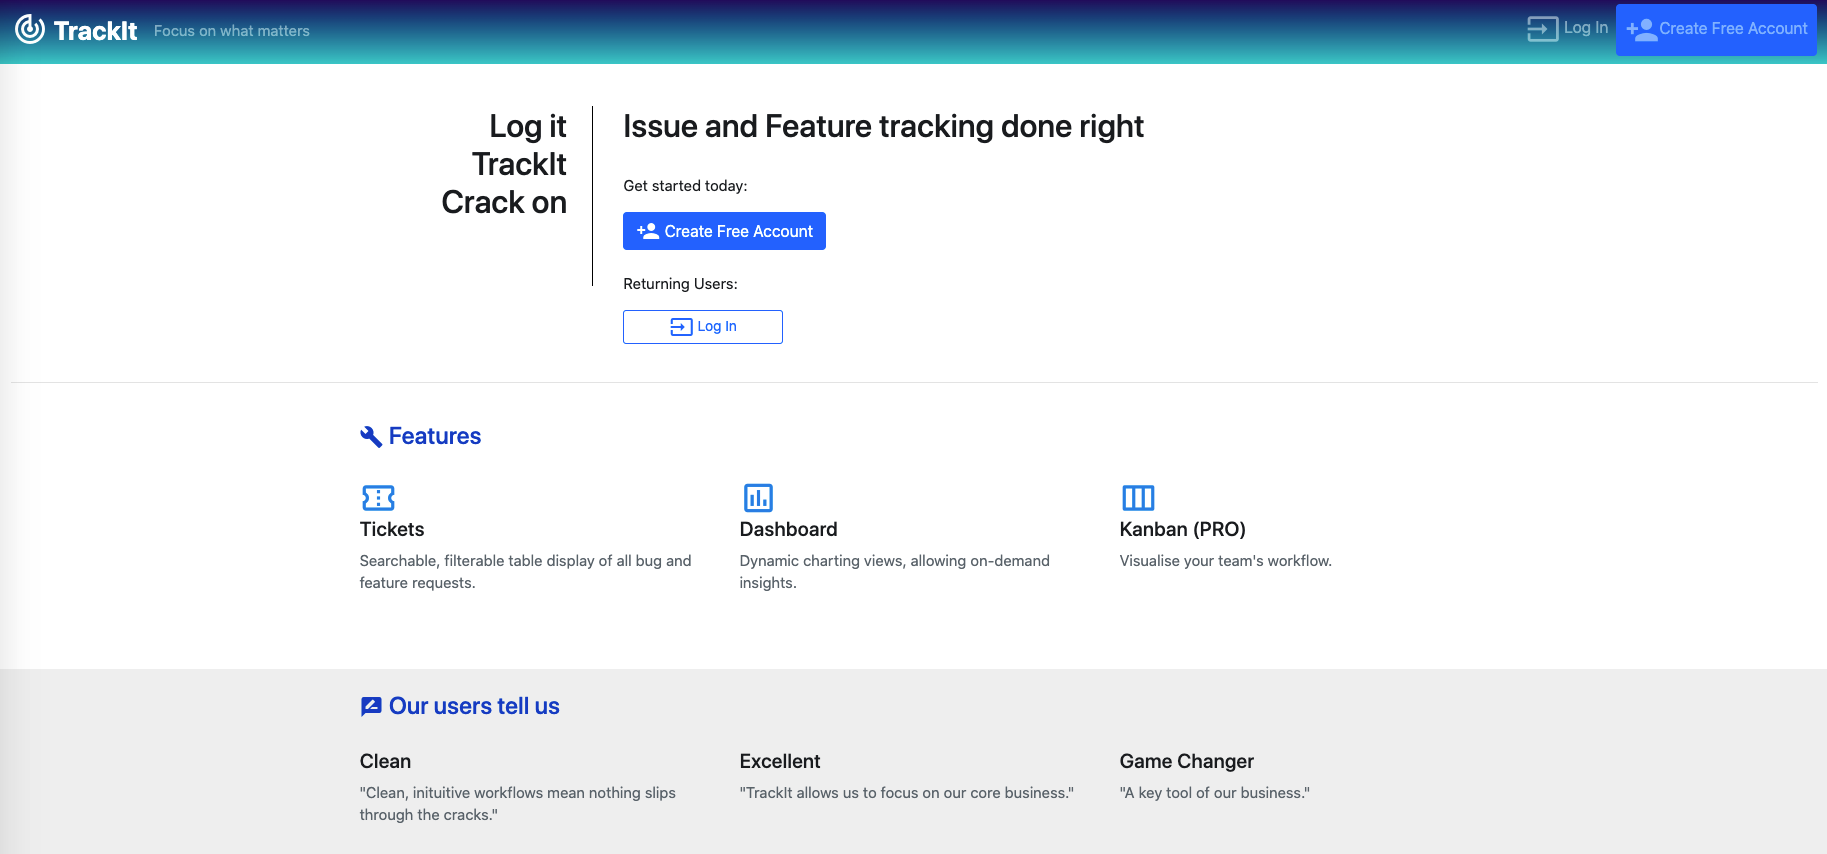 TrackIt Focus on what matters Log In Create Free Account
Log it
TrackIt
Crack on
Issue and Feature tracking done right
Get started today:
Create Free Account
Returning Users:
Log In
Features
Tickets
Searchable, filterable table display of all bug and
feature requests.
Dashboard
Dynamic charting views, allowing on-demand
insights.
Kanban (PRO)
Visualise your team's workflow.
Our users tell us
Clean
"Clean, inituitive workflows mean nothing slips
through the cracks."
Excellent
"TrackIt allows us to focus on our core business."
Game Changer
"A key tool of our business."